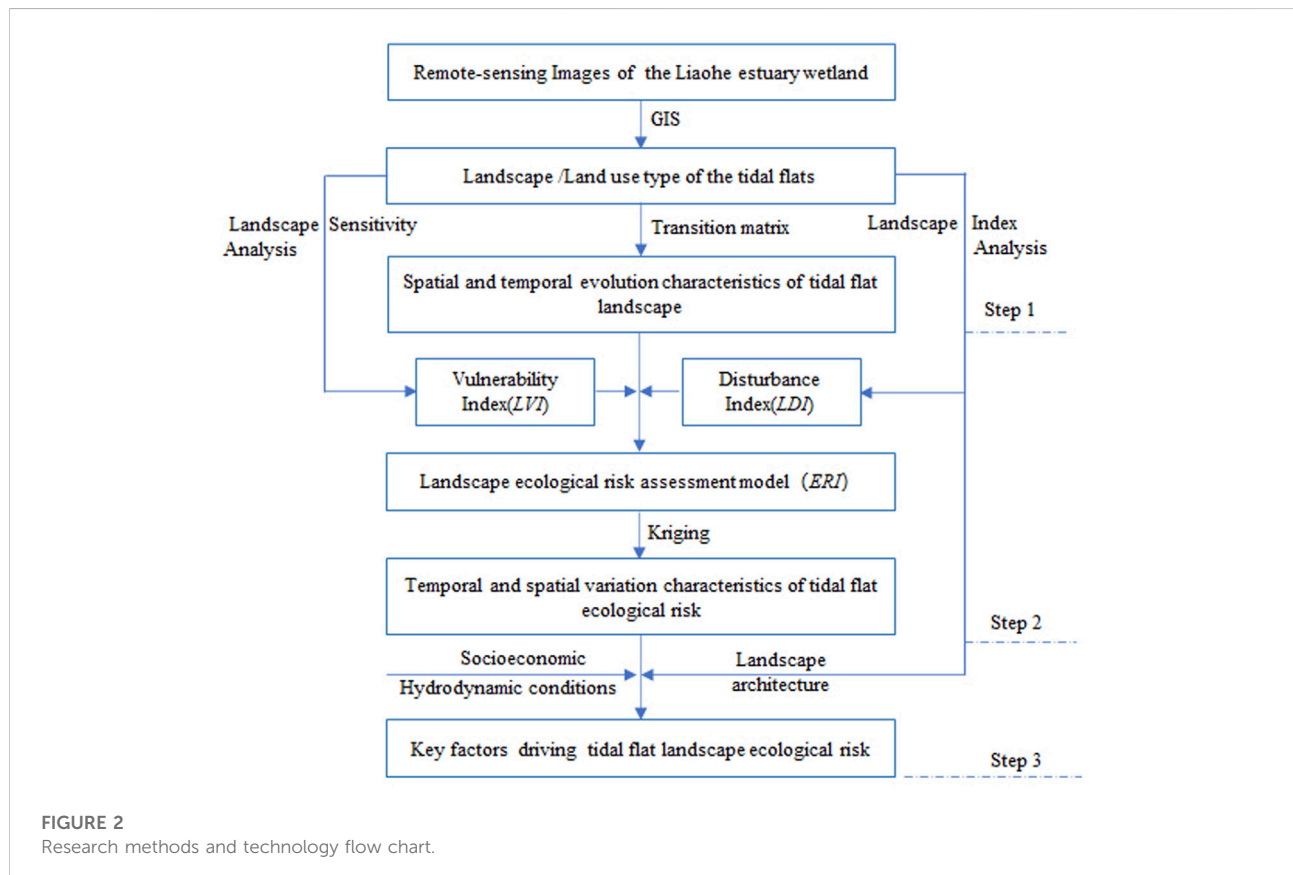 Remote-sensing Images of the Liaohe estuary wetland
GIS
Landscape /Land use type of the tidal flats
Landscape Sensitivity
Analysis
Transition matrix
Landscape Index
Analysis
Spatial and temporal evolution characteristics of tidal flat
landscape
Step 1
Vulnerability
Index(LVI)
Disturbance
Index(LDI)
Landscape ecological risk assessment model (ERI)
Kriging
Temporal and spatial variation characteristics of tidal flat
ecological risk
Step 2
Socioeconomic
Hydrodynamic conditions
Landscape
architecture
Key factors driving tidal flat landscape ecological risk
Step 3
FIGURE 2
Research methods and technology flow chart.